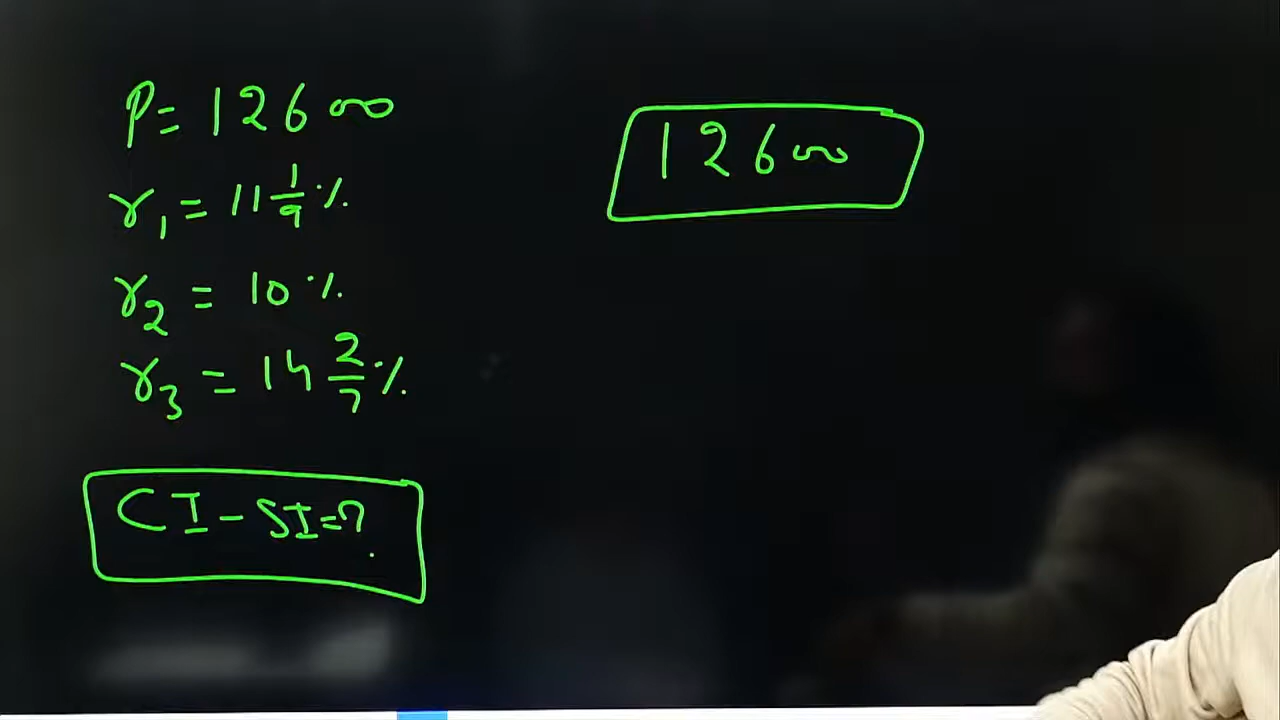 P = 12600
r₁ = 11 1/9 %
r₂ = 10 %
r₃ = 14 2/7 %
CI - SI = ?
12600